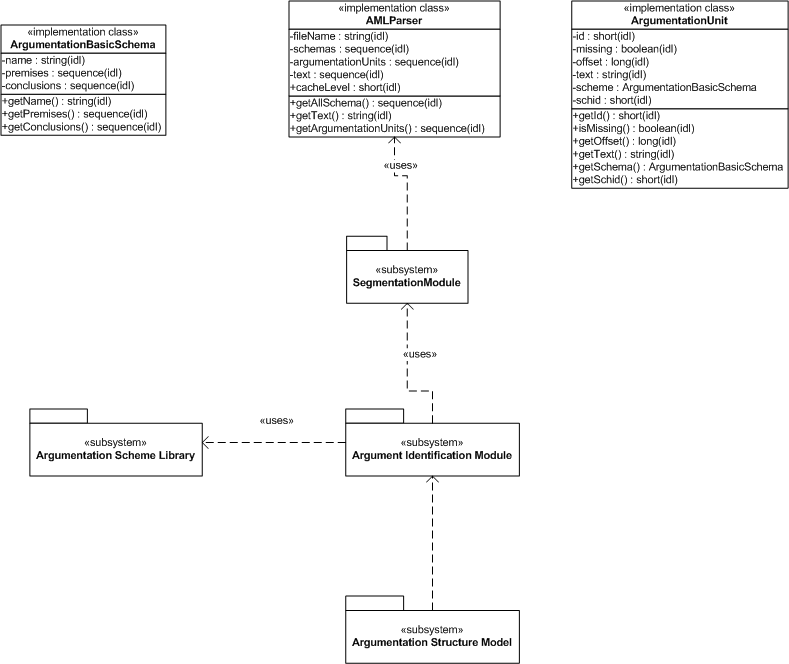 «implementation class»
ArgumentationBasicSchema
-name : string(idl)
-premises : sequence(idl)
-conclusions : sequence(idl)
+getName() : string(idl)
+getPremises() : sequence(idl)
+getConclusions() : sequence(idl)
«implementation class»
AMLParser
-fileName : string(idl)
-schemas : sequence(idl)
-argumentationUnits : sequence(idl)
-text : sequence(idl)
+cacheLevel : short(idl)
+getAllSchema() : sequence(idl)
+getText() : string(idl)
+getArgumentationUnits() : sequence(idl)
«implementation class»
ArgumentationUnit
-id : short(idl)
-missing : boolean(idl)
-offset : long(idl)
-text : string(idl)
-scheme : ArgumentationBasicSchema
-schid : short(idl)
+getId() : short(idl)
+isMissing() : boolean(idl)
+getOffset() : long(idl)
+getText() : string(idl)
+getSchema() : ArgumentationBasicSchema
+getSchid() : short(idl)
«uses»
«subsystem»
SegmentationModule
«uses»
«uses»
«subsystem»
Argumentation Scheme Library
«subsystem»
Argument Identification Module
«subsystem»
Argumentation Structure Model